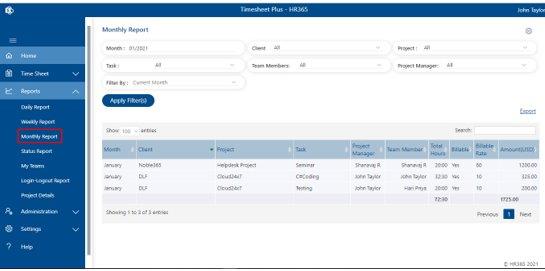 Timesheet Plus - HR365
John Taylor
Home
Time Sheet
Reports
Daily Report
Weekly Report
Monthly Report
Status Report
My Teams
Login-Logout Report
Project Details
Administration
Settings
Help
Monthly Report
Month : 01/2021
Client All
Project : All
Task : All
Team Members: All
Project Manager: All
Filter By : Current Month
Apply Filter(s)
Export
Show 100 entries
Search:
Month Client Project Task Project Manager Team Member Total Hours Billable Billable Rate Amount(USD)
January Noble365 Helpdesk Project Seminar Shanavaj R. Shanavaj R. 20:00 Yes 60 1200.00
January DLF Cloud24x7 C#Coding John Taylor John Taylor 32:30 Yes 10 325.00
January DLF Cloud24x7 Testing John Taylor Hari Priya 20:00 Yes 10 200.00
72:30 1725.00
Showing 1 to 3 of 3 entries
Previous 1 Next
© HR365 2021